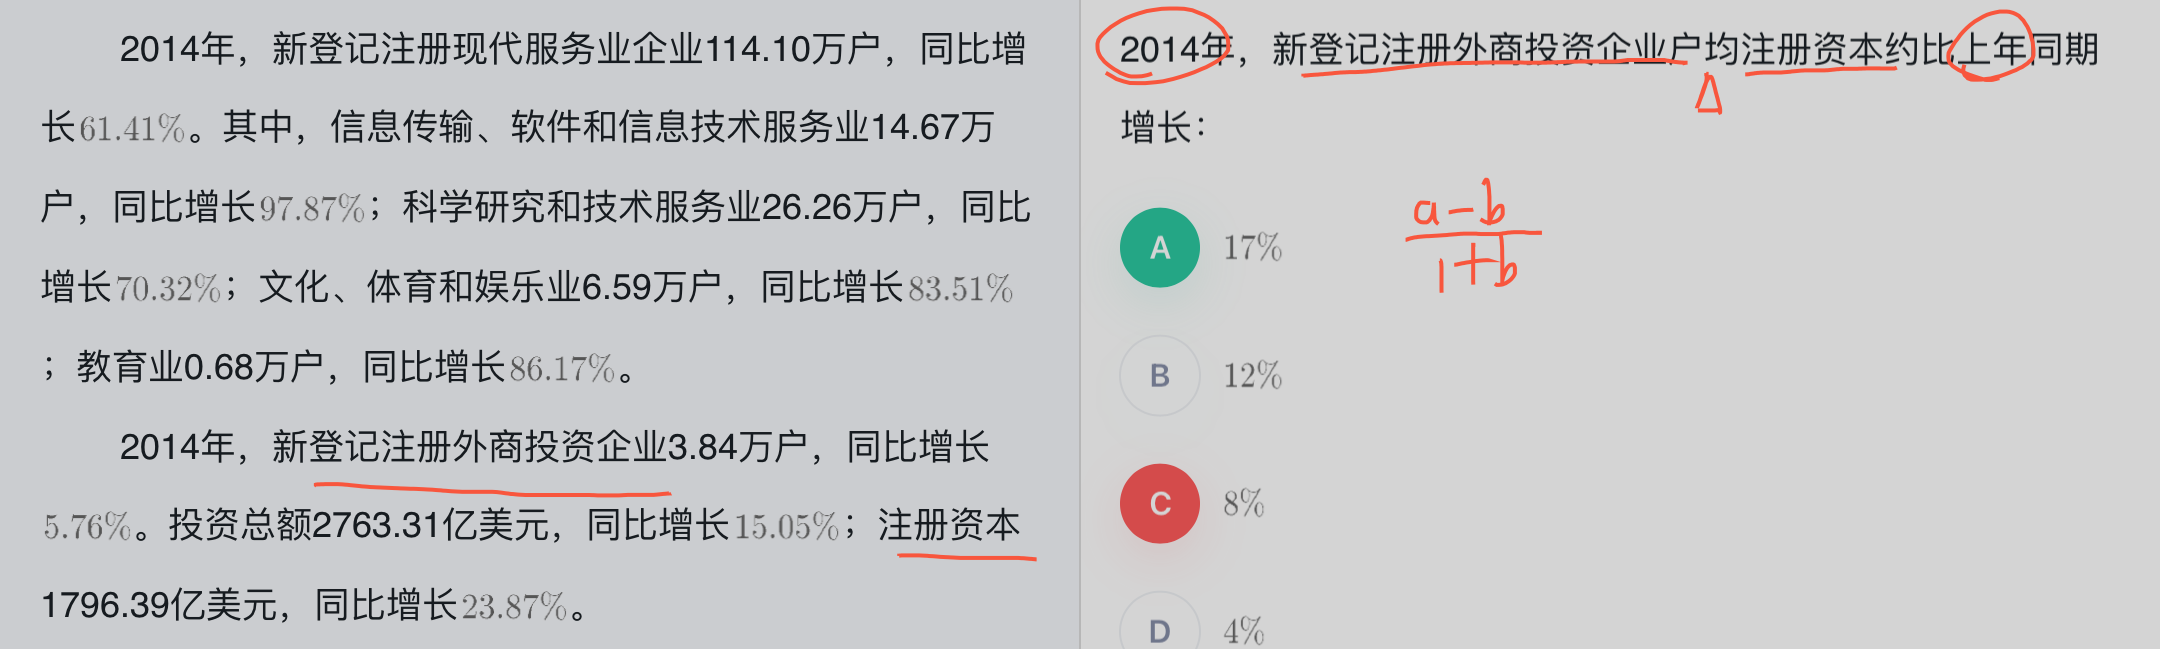 2014年，新登记注册现代服务业企业114.10万户，同比增
长61.41%。其中，信息传输、软件和信息技术服务业14.67万
户，同比增长97.87%；科学研究和技术服务业26.26万户，同比
增长70.32%；文化、体育和娱乐业6.59万户，同比增长83.51%
；教育业0.68万户，同比增长86.17%。
2014年，新登记注册外商投资企业3.84万户，同比增长
5.76%。投资总额2763.31亿美元，同比增长15.05%；注册资本
1796.39亿美元，同比增长23.87%。
2014年，新登记注册外商投资企业户均注册资本约比上年同期
增长：
A 17%
B 12%
C 8%
D 4%
a-b
1+b